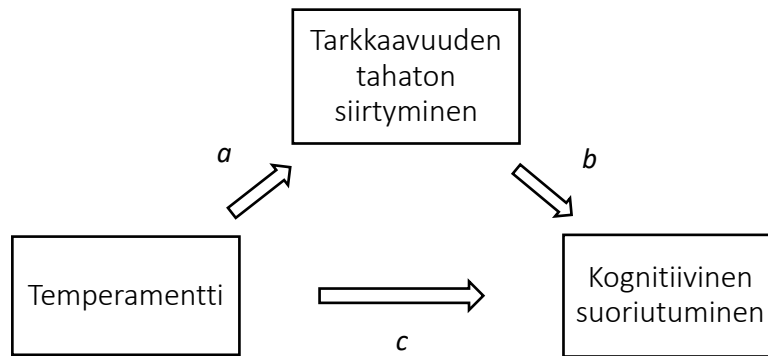 Tarkkaavuuden
tahaton
siirtyminen
a
b
Temperamentti
Kognitiivinen
suoriutuminen
c